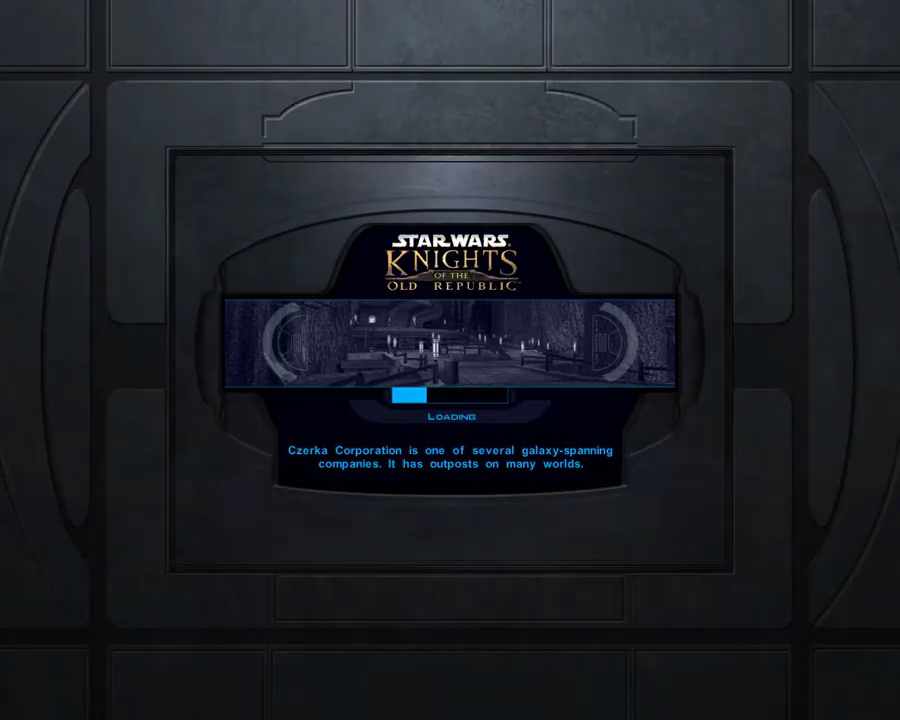 STAR WARS
KNIGHTS
OF THE
OLD REPUBLIC
LOADING
Czerka Corporation is one of several galaxy-spanning
companies. It has outposts on many worlds.